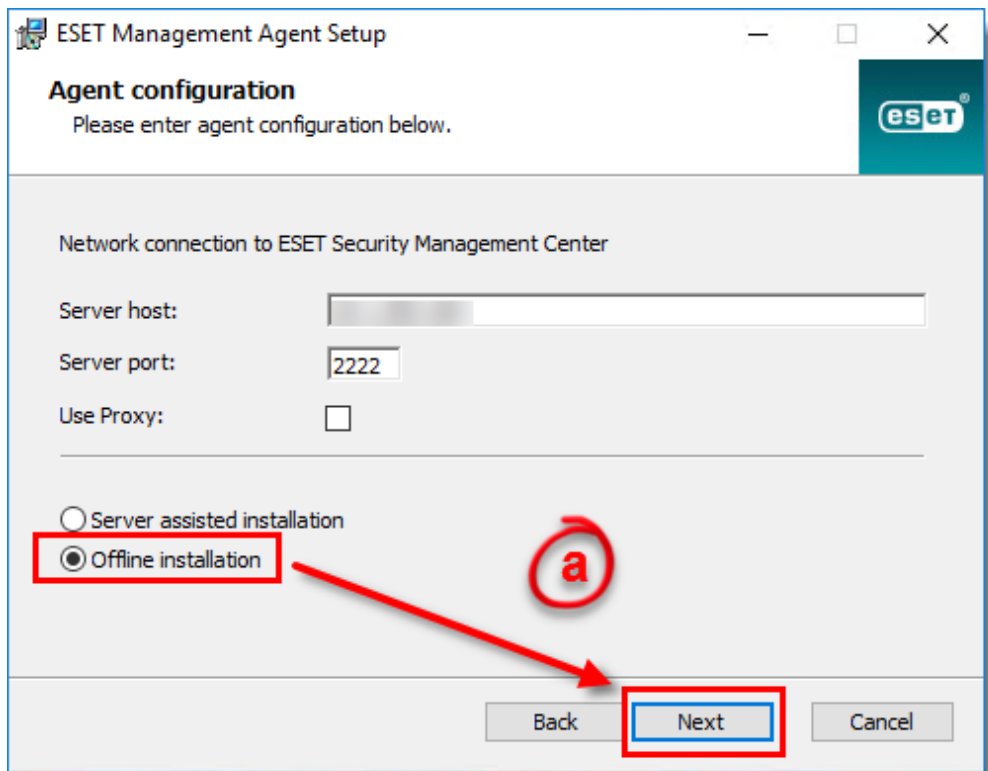 ESET Management Agent Setup
Agent configuration
Please enter agent configuration below.
eset®
Network connection to ESET Security Management Center
Server host:
Server port: 2222
Use Proxy:
Server assisted installation
Offline installation
a
Back Next Cancel